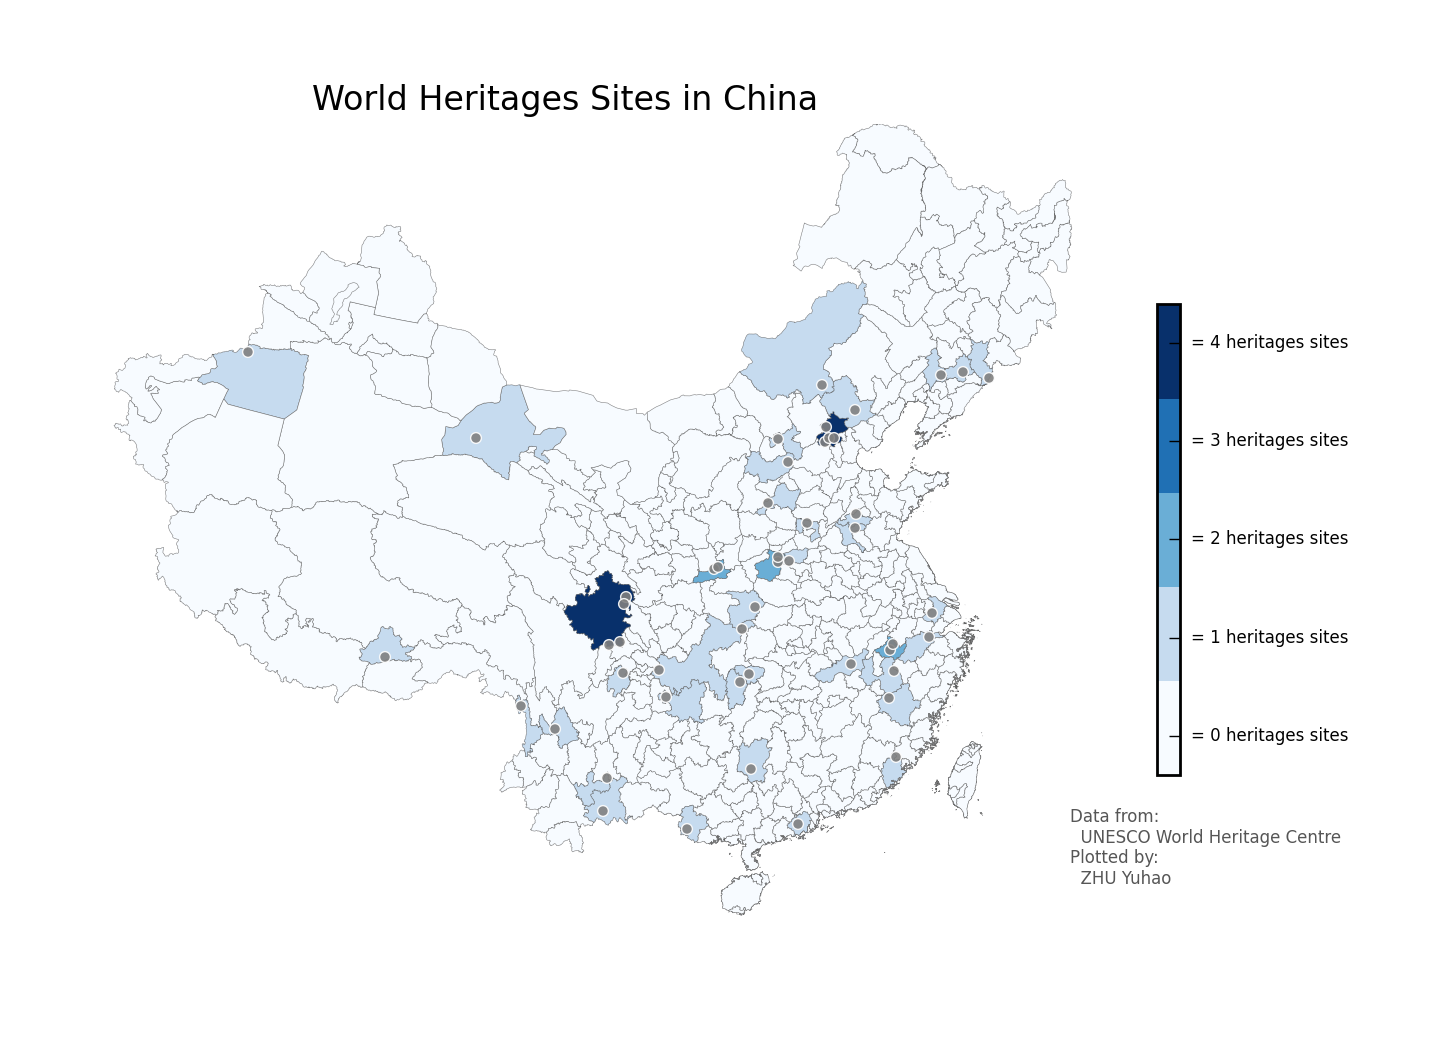 World Heritages Sites in China
= 4 heritages sites
= 3 heritages sites
= 2 heritages sites
= 1 heritages sites
= 0 heritages sites
Data from:
UNESCO World Heritage Centre
Plotted by:
ZHU Yuhao